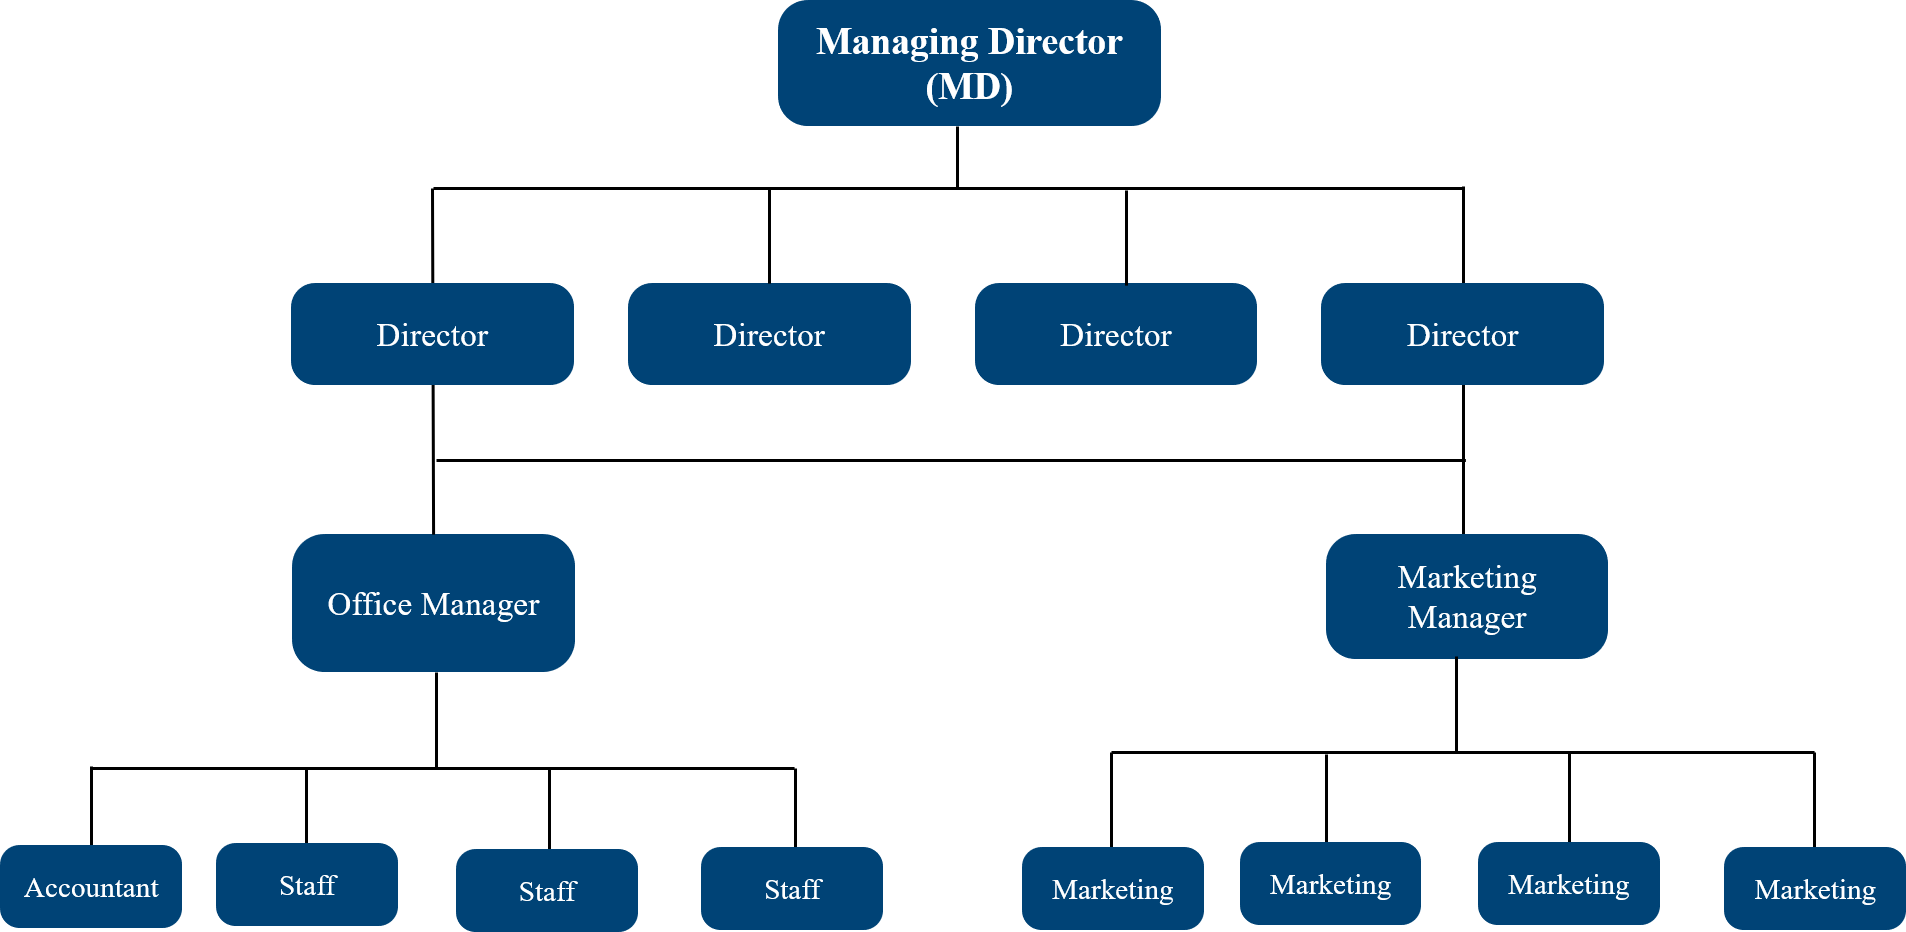 Managing Director
(MD)
Director
Director
Director
Director
Office Manager
Marketing
Manager
Accountant
Staff
Staff
Staff
Marketing
Marketing
Marketing
Marketing